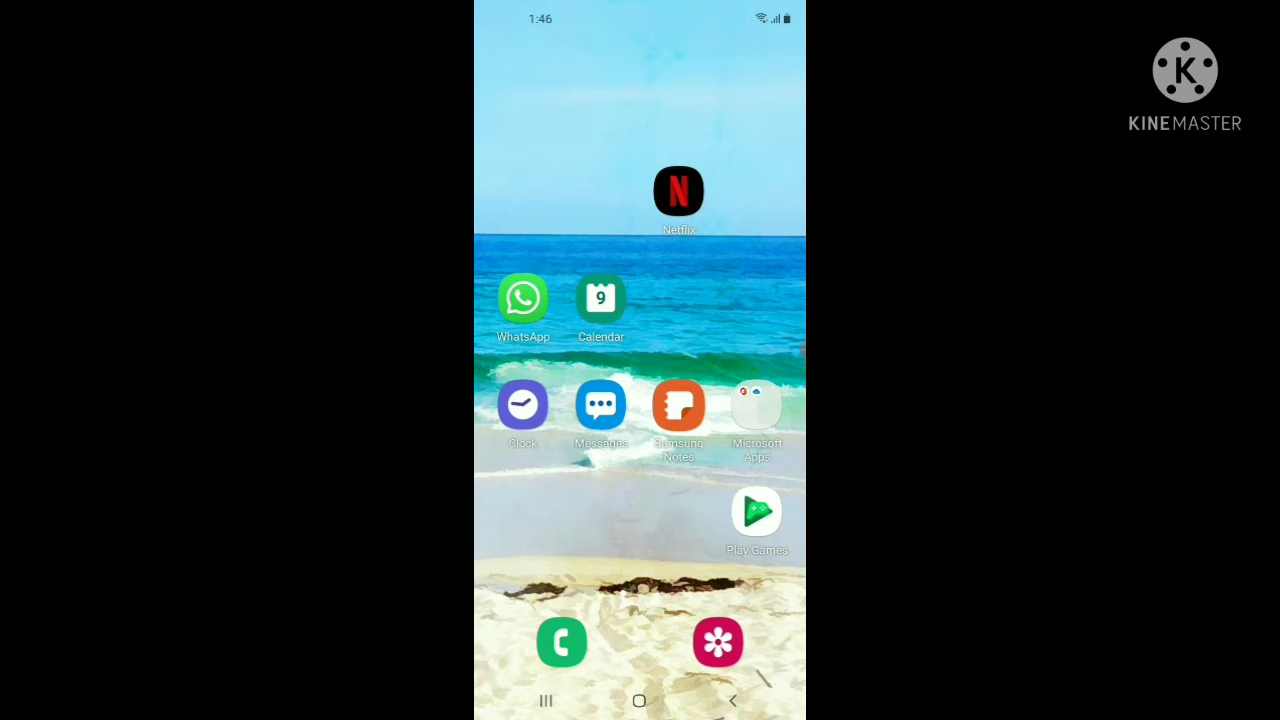 1:46
K
KINEMASTER
N
Netflix
9
WhatsApp
Calendar
Clock
Messages
Samsung
Notes
Microsoft
Apps
Play Games